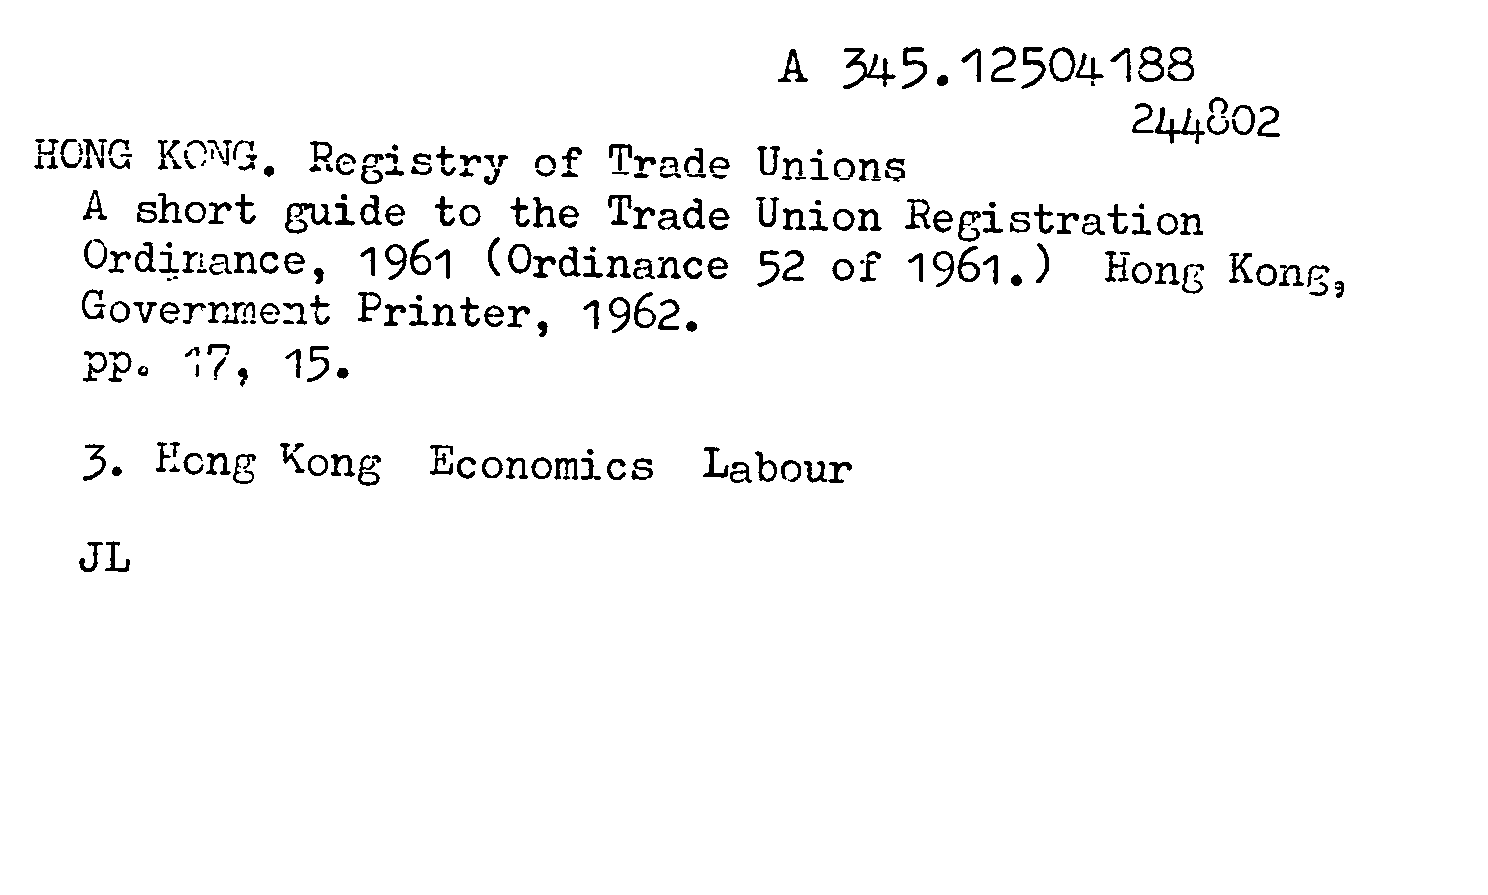 A 345.12504188
244802
HONG KONG. Registry of Trade Unions
A short guide to the Trade Union Registration
Ordinance, 1961 (Ordinance 52 of 1961.) Hong Kong,
Government Printer, 1962.
pp. 17, 15.
3. Hong Kong Economics Labour
JL